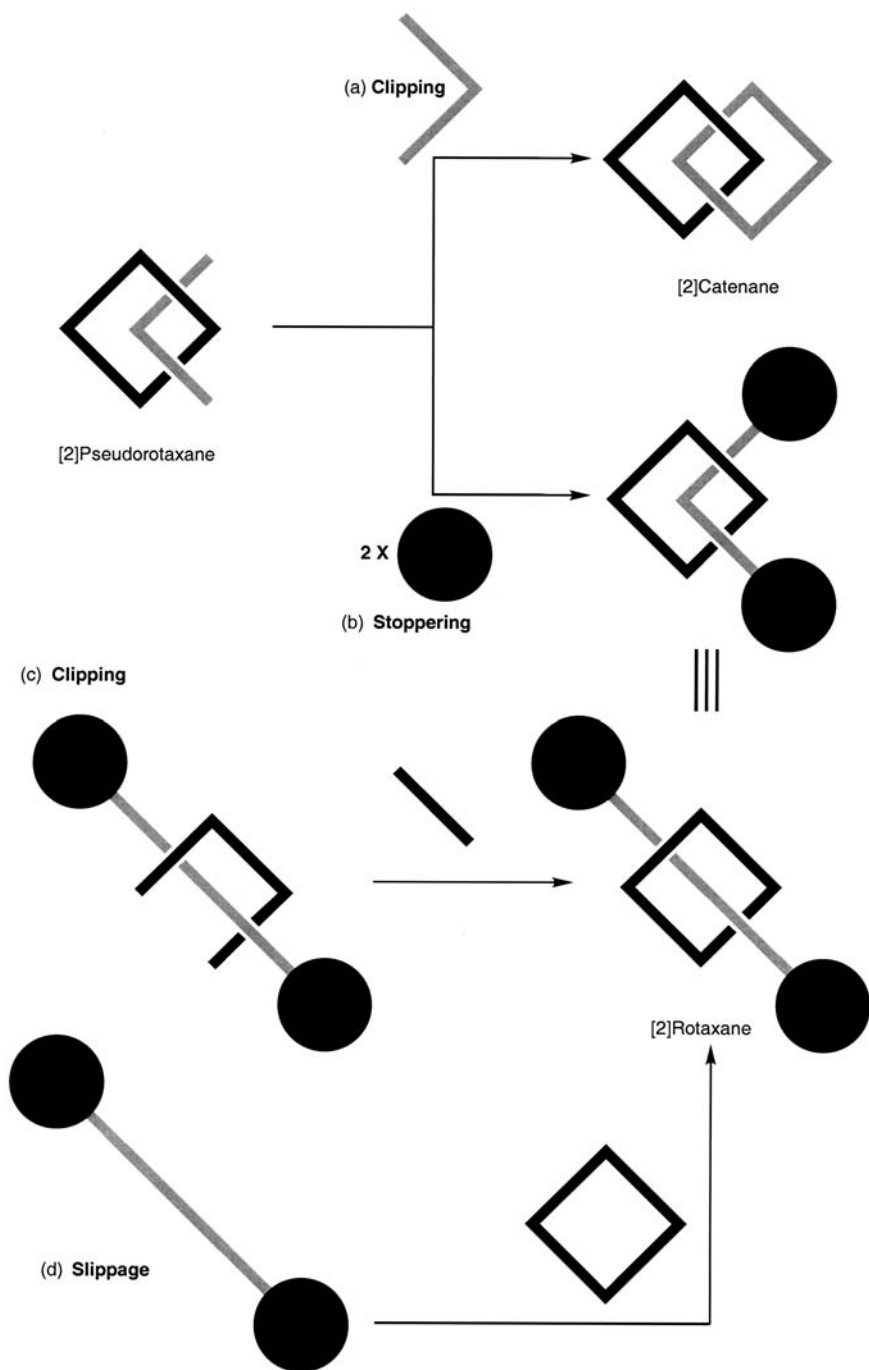 (a) Clipping
[2]Catenane
[2]Pseudorotaxane
2 X
(b) Stoppering
(c) Clipping
[2]Rotaxane
(d) Slippage